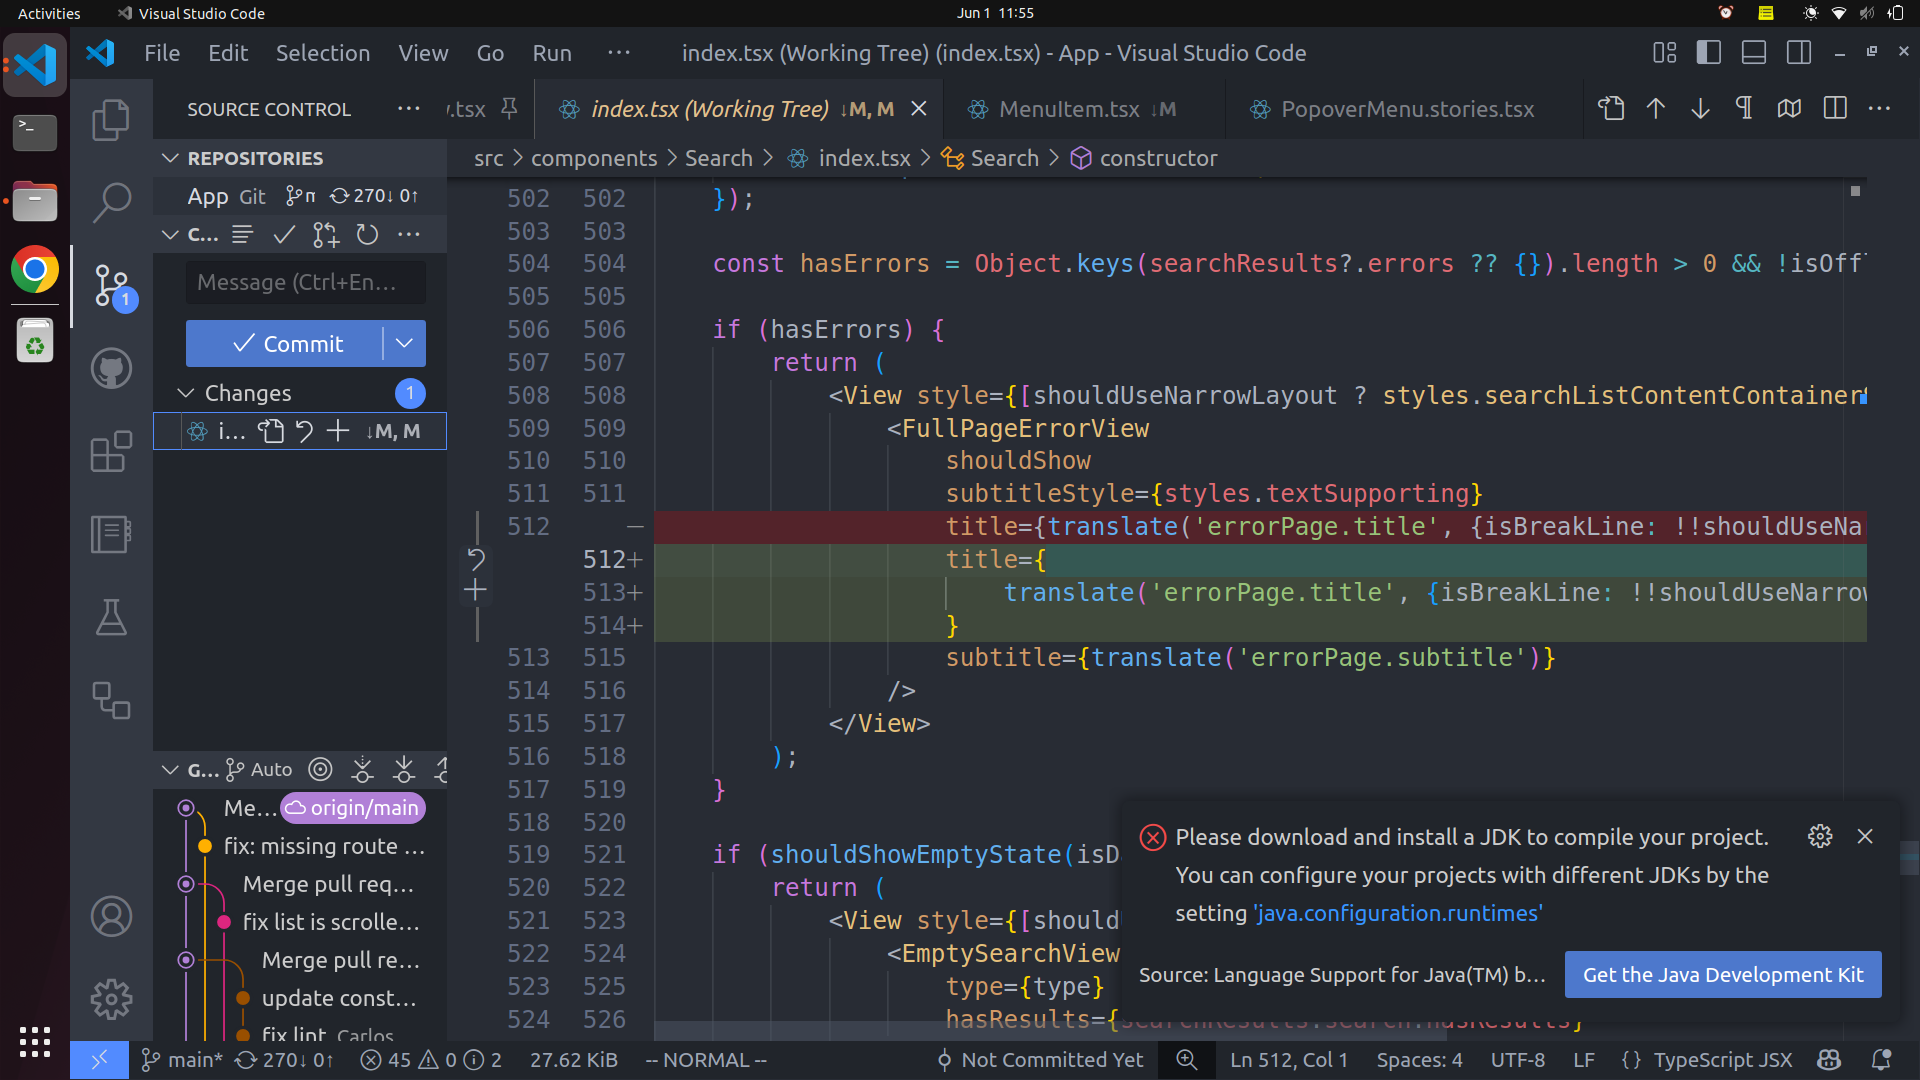 Activities
Visual Studio Code
Jun 1 11:55
File Edit Selection View Go Run ···
index.tsx (Working Tree) (index.tsx) - App - Visual Studio Code
SOURCE CONTROL ···
.tsx
index.tsx (Working Tree) ↓M, M
MenuItem.tsx ↓M
PopoverMenu.stories.tsx
REPOSITORIES
src > components > Search > index.tsx > Search > constructor
App Git 270↓ 0↑
C...
Message (Ctrl+En...
Commit
Changes 1
i... ↓M, M
1
502 502 });
503 503
504 504 const hasErrors = Object.keys(searchResults?.errors ?? {}).length > 0 && !isOff
505 505
506 506 if (hasErrors) {
507 507 return (
508 508 <View style={[shouldUseNarrowLayout ? styles.searchListContentContainer
509 509 <FullPageErrorView
510 510 shouldShow
511 511 subtitleStyle={styles.textSupporting}
512 — title={translate('errorPage.title', {isBreakLine: !!shouldUseNa
512+ title={
513+ translate('errorPage.title', {isBreakLine: !!shouldUseNarrow
514+ }
513 515 subtitle={translate('errorPage.subtitle')}
514 516 />
515 517 </View>
516 518 );
517 519 }
518 520
519 521 if (shouldShowEmptyState(isD
520 522 return (
521 523 <View style={[should
522 524 <EmptySearchView
523 525 type={type}
524 526 hasResults={searchResults.search.hasResults}
G... Auto
Me... origin/main
fix: missing route ...
Merge pull req...
fix list is scrolle...
Merge pull re...
update const...
fix lint Carlos
Please download and install a JDK to compile your project.
You can configure your projects with different JDKs by the
setting 'java.configuration.runtimes'
Source: Language Support for Java(TM) b...
Get the Java Development Kit
main* 270↓ 0↑ 45 0 2 27.62 KiB -- NORMAL -- Not Committed Yet Ln 512, Col 1 Spaces: 4 UTF-8 LF {} TypeScript JSX